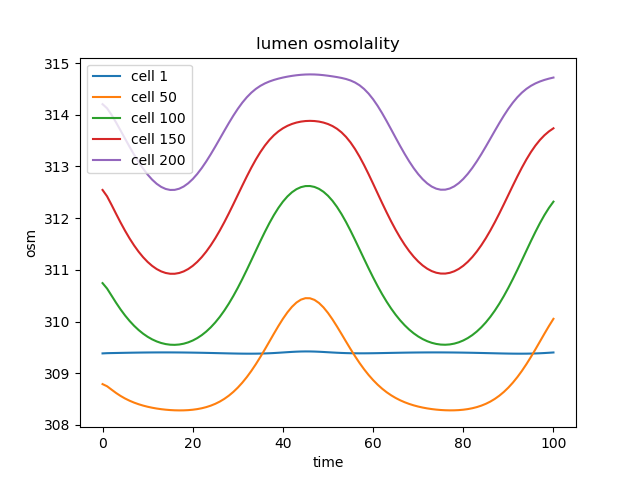 lumen osmolality
315
314
313
312
311
310
309
308
osm
cell 1
cell 50
cell 100
cell 150
cell 200
0 20 40 60 80 100
time